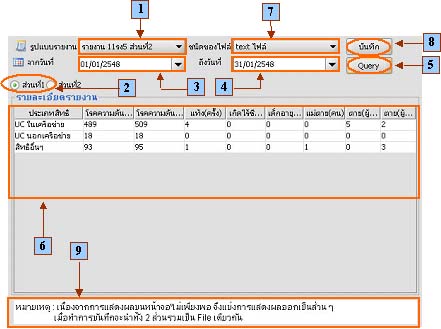 1
7
รูปแบบรายงาน รายงาน 11รง5 ส่วนที่2 ชนิดของไฟล์ text ไฟล์ บันทึก 8
จากวันที่ 01/01/2548 ถึงวันที่ 31/01/2548 Query 5
ส่วนที่1 ส่วนที่2 2 3 4
รายละเอียดรายงาน
ประเภทสิทธิ โรคความดัน... โรคความดัน... แท้ง(ครั้ง) เกิดไร้ชี... เด็กอายุ... แม่ตาย(คน) ตาย(ผู้... ตาย(ผู้...
UC ในเครือข่าย 489 509 4 0 0 0 5 2
UC นอกเครือข่าย 18 18 0 0 0 0 0 0
สิทธิอื่นๆ 93 95 1 0 0 1 0 3
6
9
หมายเหตุ : เนื่องจากการแสดงผลบนหน้าจอไม่เพียงพอ จึงแบ่งการแสดงผลออกเป็นส่วน ๆ
เมื่อทำการบันทึกจะนำทั้ง 2 ส่วนรวมเป็น File เดียวกัน